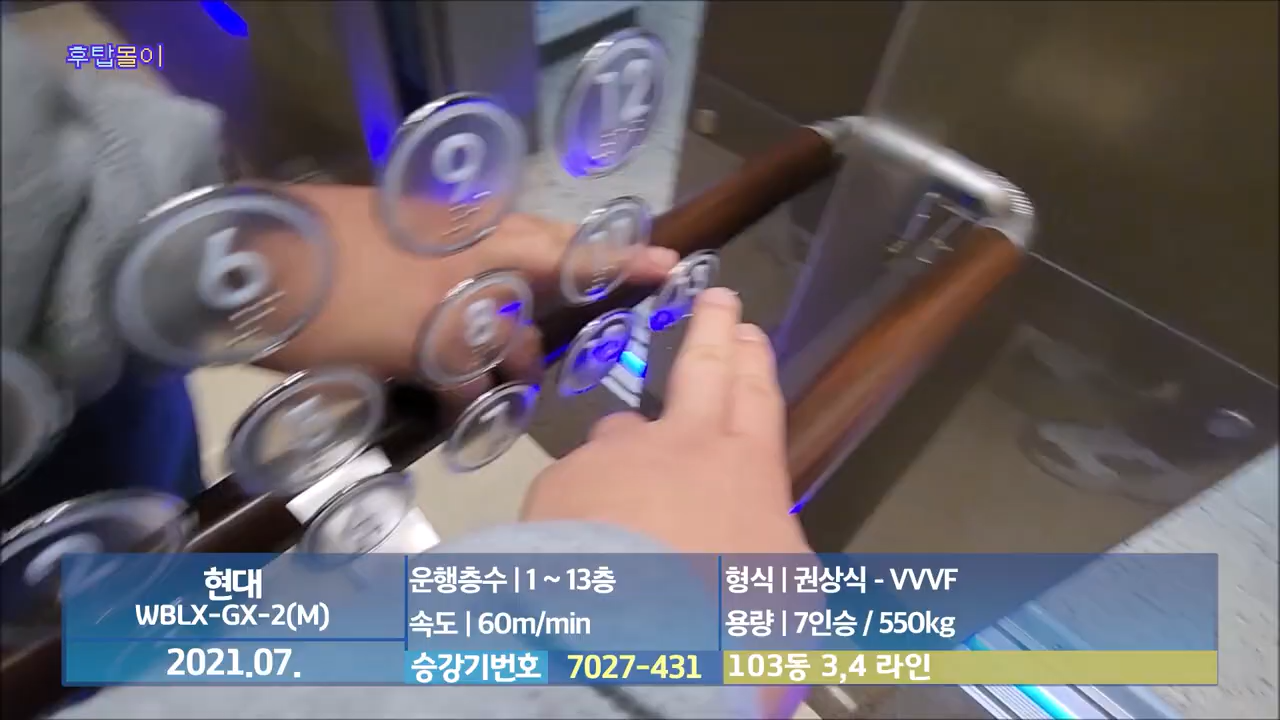 후탑몰이
12
9
6
8
7
현대
WBLX-GX-2(M)
2021.07.
운행층수 | 1 ~ 13층
속도 | 60m/min
승강기번호 7027-431
형식 | 권상식 - VVVF
용량 | 7인승 / 550kg
103동 3,4 라인